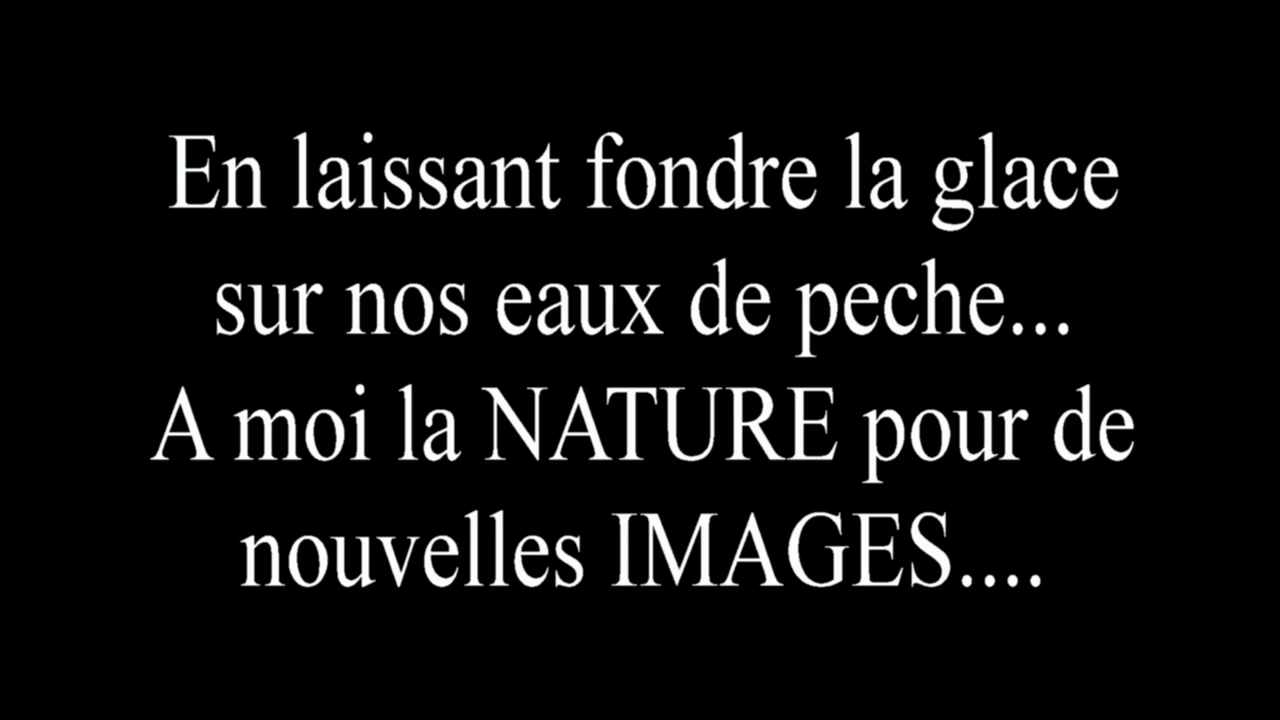 En laissant fondre la glace
sur nos eaux de peche...
A moi la NATURE pour de
nouvelles IMAGES....